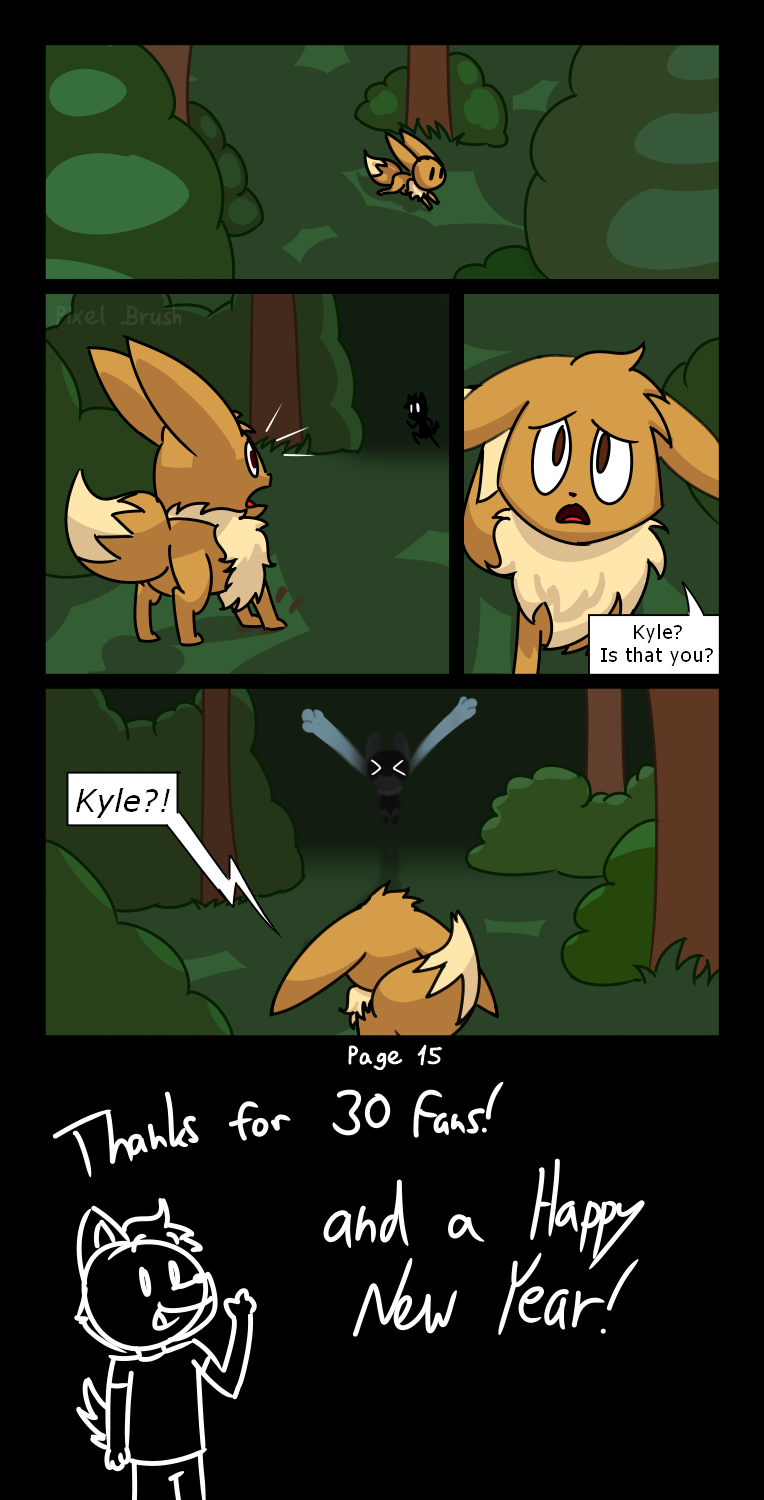 Pixel Brush
Kyle?
Is that you?
Kyle?!
Page 15
Thanks for 30 Fans!
and a Happy
New Year!